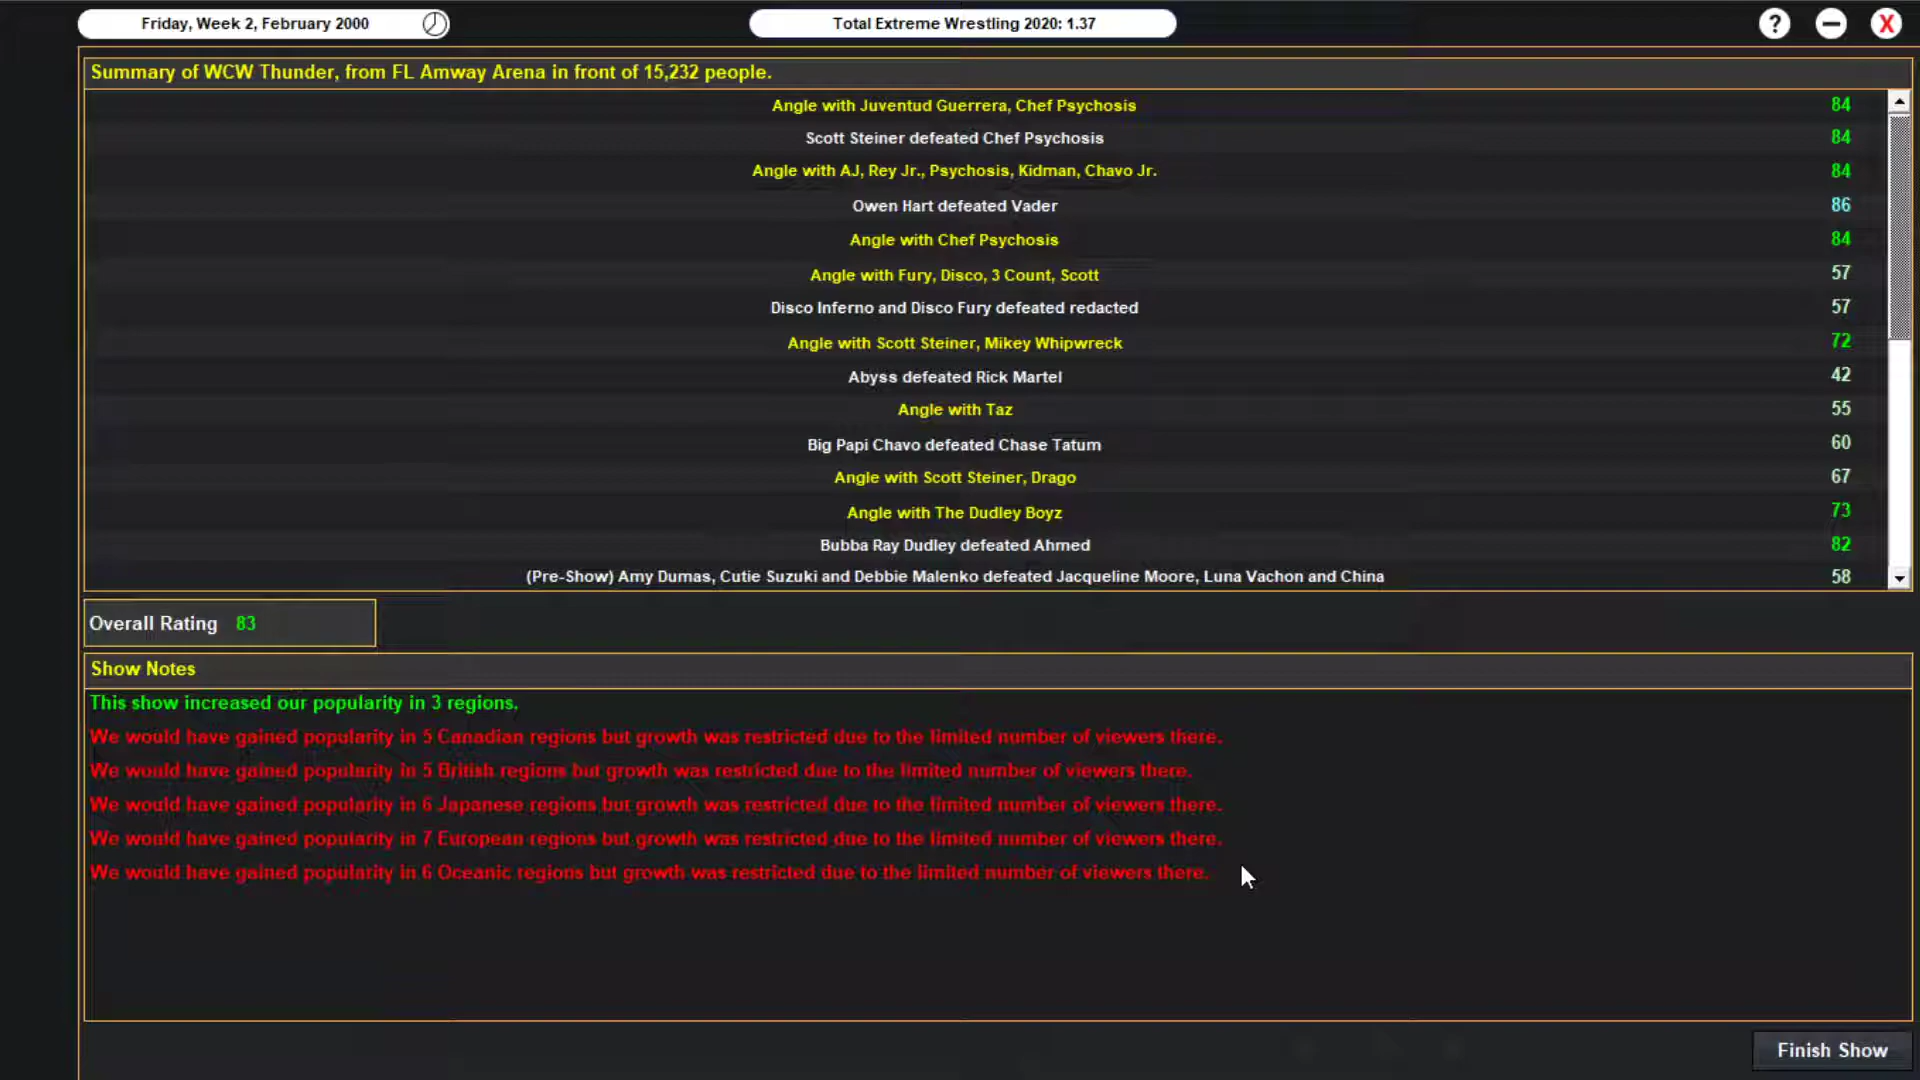 Friday, Week 2, February 2000
Total Extreme Wrestling 2020: 1.37
?
X
Summary of WCW Thunder, from FL Amway Arena in front of 15,232 people.
Angle with Juventud Guerrera, Chef Psychosis 84
Scott Steiner defeated Chef Psychosis 84
Angle with AJ, Rey Jr., Psychosis, Kidman, Chavo Jr. 84
Owen Hart defeated Vader 86
Angle with Chef Psychosis 84
Angle with Fury, Disco, 3 Count, Scott 57
Disco Inferno and Disco Fury defeated redacted 57
Angle with Scott Steiner, Mikey Whipwreck 72
Abyss defeated Rick Martel 42
Angle with Taz 55
Big Papi Chavo defeated Chase Tatum 60
Angle with Scott Steiner, Drago 67
Angle with The Dudley Boyz 73
Bubba Ray Dudley defeated Ahmed 82
(Pre-Show) Amy Dumas, Cutie Suzuki and Debbie Malenko defeated Jacqueline Moore, Luna Vachon and China 58
Overall Rating 83
Show Notes
This show increased our popularity in 3 regions.
We would have gained popularity in 5 Canadian regions but growth was restricted due to the limited number of viewers there.
We would have gained popularity in 5 British regions but growth was restricted due to the limited number of viewers there.
We would have gained popularity in 6 Japanese regions but growth was restricted due to the limited number of viewers there.
We would have gained popularity in 7 European regions but growth was restricted due to the limited number of viewers there.
We would have gained popularity in 6 Oceanic regions but growth was restricted due to the limited number of viewers there.
Finish Show